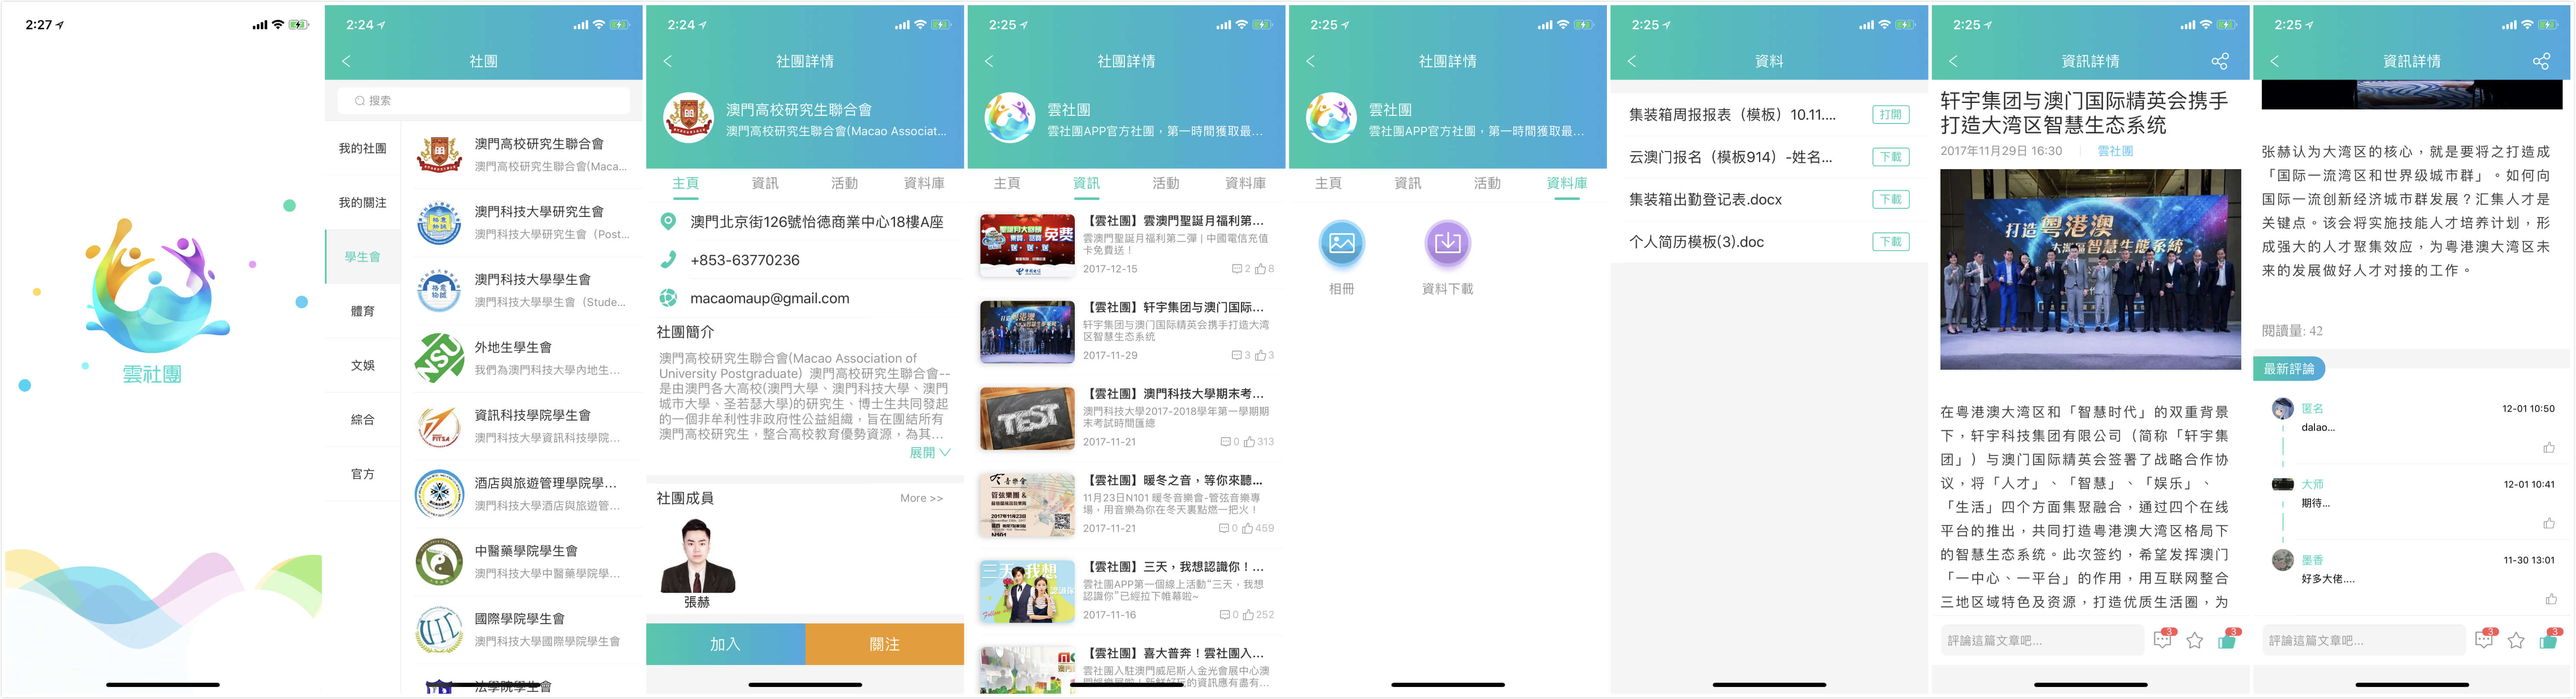 2:27
雲社團
2:24
社團
搜索
我的社團
我的關注
學生會
體育
文娛
綜合
官方
澳門高校研究生聯合會
澳門高校研究生聯合會(Maca...
澳門科技大學研究生會
澳門科技大學研究生會（Post...
澳門科技大學學生會
澳門科技大學學生會（Stude...
外地生學生會
我們為澳門科技大學內地生...
資訊科技學院學生會
澳門科技大學資訊科技學院...
酒店與旅遊管理學院學...
澳門科技大學酒店與旅遊管...
中醫藥學院學生會
澳門科技大學中醫藥學院學...
國際學院學生會
澳門科技大學國際學院學生會
法學院學生會
2:24
社團詳情
澳門高校研究生聯合會
澳門高校研究生聯合會(Macao Associat...
主頁
資訊
活動
資料庫
澳門北京街126號怡德商業中心18樓A座
+853-63770236
macaomaup@gmail.com
社團簡介
澳門高校研究生聯合會(Macao Association of
University Postgraduate) 澳門高校研究生聯合會--
是由澳門各大高校(澳門大學、澳門科技大學、澳門
城市大學、圣若瑟大學)的研究生、博士生共同發起
的一個非牟利性非政府性公益組織，旨在團結所有
澳門高校研究生，整合高校教育優勢資源，為其...
展開
社團成員
More >>
張赫
加入
關注
2:25
社團詳情
雲社團
雲社團APP官方社團，第一時間獲取最...
主頁
資訊
活動
資料庫
免費
【雲社團】雲澳門聖誕月福利第...
雲澳門聖誕月福利第二彈 | 中國電信充值
卡免費送！
2017-12-15
2
8
【雲社團】轩宇集团与澳门国际...
轩宇集团与澳门国际精英会携手打造大湾
区智慧生态系统
2017-11-29
3
3
TEST
【雲社團】澳門科技大學期末考...
澳門科技大學2017-2018學年第一學期期
末考試時間匯總
2017-11-21
0
313
音樂會
管弦樂團 &
【雲社團】暖冬之音，等你來聽...
11月23日N101 暖冬音樂會-管弦音樂專
場，用音樂為你在冬天裏點燃一把火！
2017-11-21
0
459
三天 我想
認識你
【雲社團】三天，我想認識你！...
雲社團APP第一個線上活動“三天，我想
認識你”已經拉下帷幕啦~
2017-11-16
0
252
【雲社團】喜大普奔！雲社團入...
雲社團入駐澳門威尼斯人金光會展中心澳
2:25
社團詳情
雲社團
雲社團APP官方社團，第一時間獲取最...
主頁
資訊
活動
資料庫
相冊
資料下載
2:25
資料
集装箱周报报表（模板）10.11....
打開
云澳门报名（模板914）-姓名...
下載
集装箱出勤登记表.docx
下載
个人简历模板(3).doc
下載
2:25
資訊詳情
轩宇集团与澳门国际精英会携手
打造大湾区智慧生态系统
2017年11月29日 16:30
雲社團
打造粵港澳
大灣區智慧生態系統
在粤港澳大湾区和「智慧时代」的双重背景
下，轩宇科技集团有限公司（简称「轩宇集
团」）与澳门国际精英会签署了战略合作协
议，将「人才」、「智慧」、「娱乐」、
「生活」四个方面集聚融合，通过四个在线
平台的推出，共同打造粤港澳大湾区格局下
的智慧生态系统。此次签约，希望发挥澳门
「一中心、一平台」的作用，用互联网整合
三地区域特色及资源，打造优质生活圈，为
評論這篇文章吧...
3
3
2:25
資訊詳情
张赫认为大湾区的核心，就是要将之打造成
「国际一流湾区和世界级城市群」。如何向
国际一流创新经济城市群发展？汇集人才是
关键点。该会将实施技能人才培养计划，形
成强大的人才聚集效应，为粤港澳大湾区未
来的发展做好人才对接的工作。
閱讀量: 42
最新評論
匿名
12-01 10:50
dalao...
大师
12-01 10:41
期待...
墨香
11-30 13:01
好多大佬....
評論這篇文章吧...
3
3